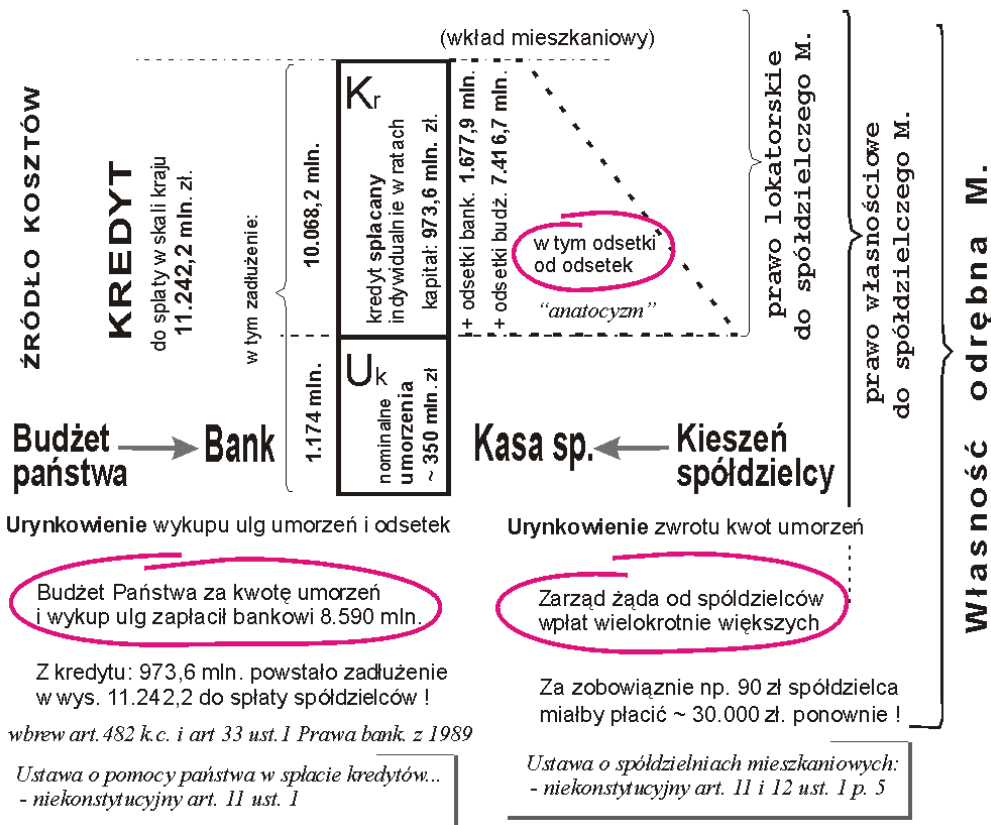 (wkład mieszkaniowy)
ŹRÓDŁO KOSZTÓW
KREDYT
do spłaty w skali kraju
11.242,2 mln. zł.
w tym zadłużenie:
10.068,2 mln.
1.174 mln.
Kr
kredyt spłacany
indywidualnie w ratach
kapitał: 973,6 mln. zł.
+ odsetki bank. 1.677,9 mln.
+ odsetki budż. 7.416,7 mln.
w tym odsetki
od odsetek
“anatocyzm”
Uk
nominalne
umorzenia
~ 350 mln. zł
prawo lokatorskie
do spółdzielczego M.
prawo własnościowe
do spółdzielczego M.
Własność odrębna M.
Budżet
państwa
Bank
Kasa sp.
Kieszeń
spółdzielcy
Urynkowienie wykupu ulg umorzeń i odsetek
Budżet Państwa za kwotę umorzeń
i wykup ulg zapłacił bankowi 8.590 mln.
Z kredytu: 973,6 mln. powstało zadłużenie
w wys. 11.242,2 do spłaty spółdzielców !
wbrew art. 482 k.c. i art 33 ust.1 Prawa bank. z 1989
Ustawa o pomocy państwa w spłacie kredytów...
- niekonstytucyjny art. 11 ust. 1
Urynkowienie zwrotu kwot umorzeń
Zarząd żąda od spóldzielców
wpłat wielokrotnie większych
Za zobowiąznie np. 90 zł spółdzielca
miałby płacić ~ 30.000 zł. ponownie !
Ustawa o spółdzielniach mieszkaniowych:
- niekonstytucyjny art. 11 i 12 ust. 1 p. 5